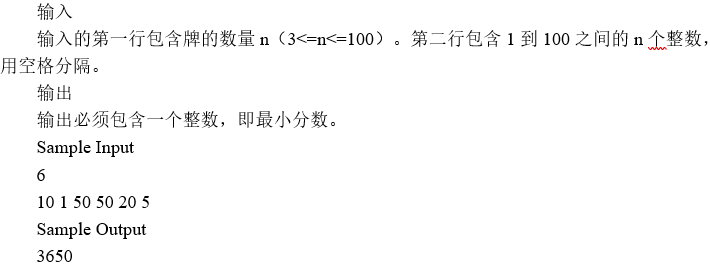 输入
输入的第一行包含牌的数量 n（3<=n<=100）。第二行包含 1 到 100 之间的 n 个整数，
用空格分隔。
输出
输出必须包含一个整数，即最小分数。
Sample Input
6
10 1 50 50 20 5
Sample Output
3650